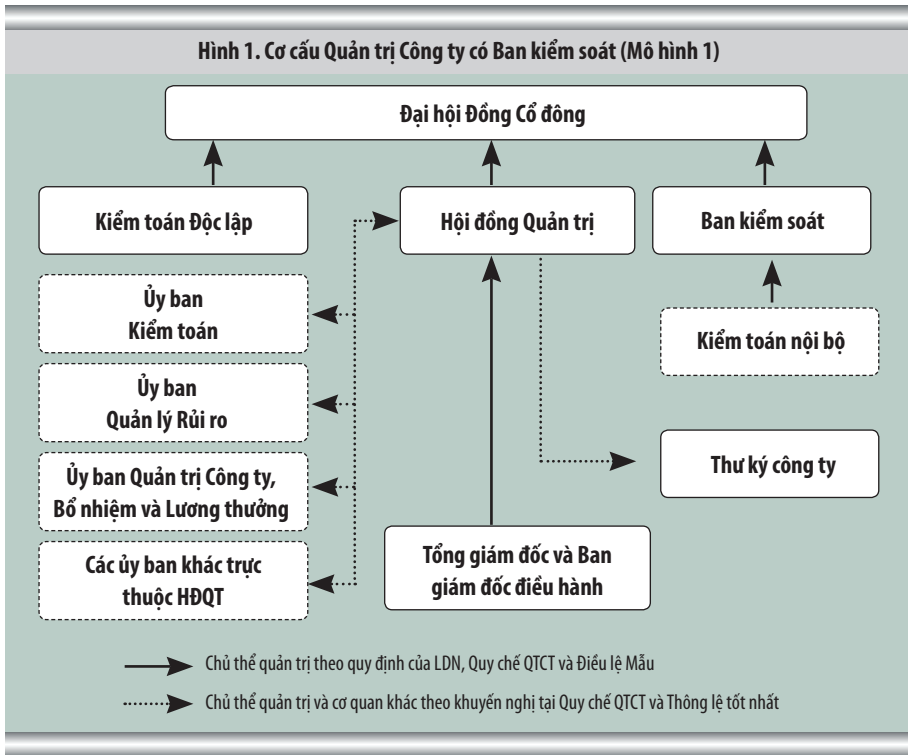 Hình 1. Cơ cấu Quản trị Công ty có Ban kiểm soát (Mô hình 1)
Đại hội Đồng Cổ đông
Kiểm toán Độc lập
Hội đồng Quản trị
Ban kiểm soát
Ủy ban
Kiểm toán
Kiểm toán nội bộ
Ủy ban
Quản lý Rủi ro
Ủy ban Quản trị Công ty,
Bổ nhiệm và Lương thưởng
Thư ký công ty
Các ủy ban khác trực
thuộc HĐQT
Tổng giám đốc và Ban
giám đốc điều hành
Chủ thể quản trị theo quy định của LDN, Quy chế QTCT và Điều lệ Mẫu
Chủ thể quản trị và cơ quan khác theo khuyến nghị tại Quy chế QTCT và Thông lệ tốt nhất